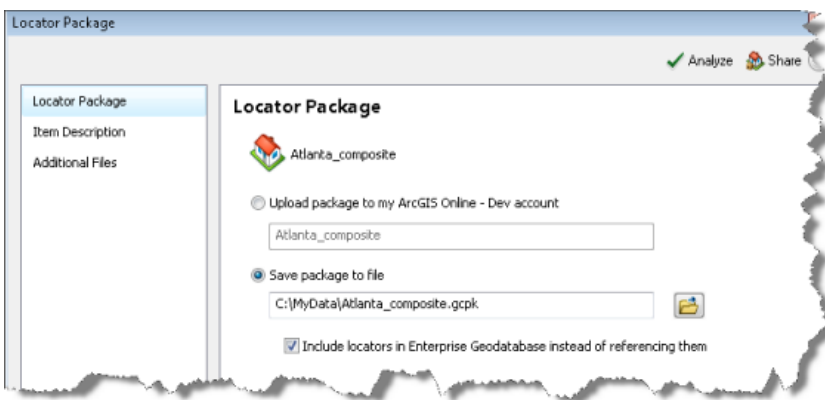 Locator Package
Analyze Share
Locator Package
Item Description
Additional Files
Locator Package
Atlanta_composite
Upload package to my ArcGIS Online - Dev account
Atlanta_composite
Save package to file
C:\MyData\Atlanta_composite.gcpk
Include locators in Enterprise Geodatabase instead of referencing them